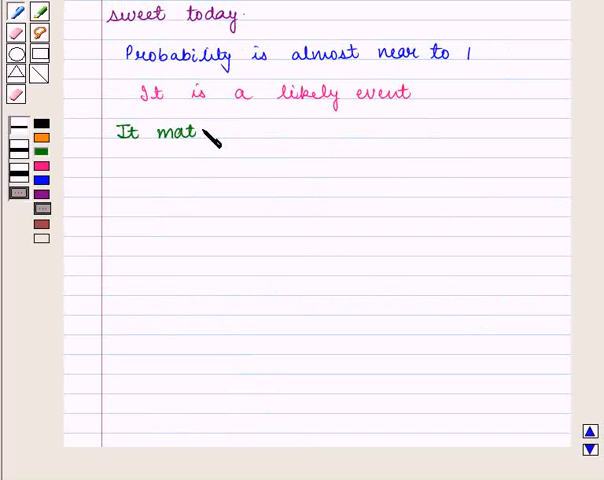 sweet today.
Probability is almost near to 1
It is a likely event
It mat